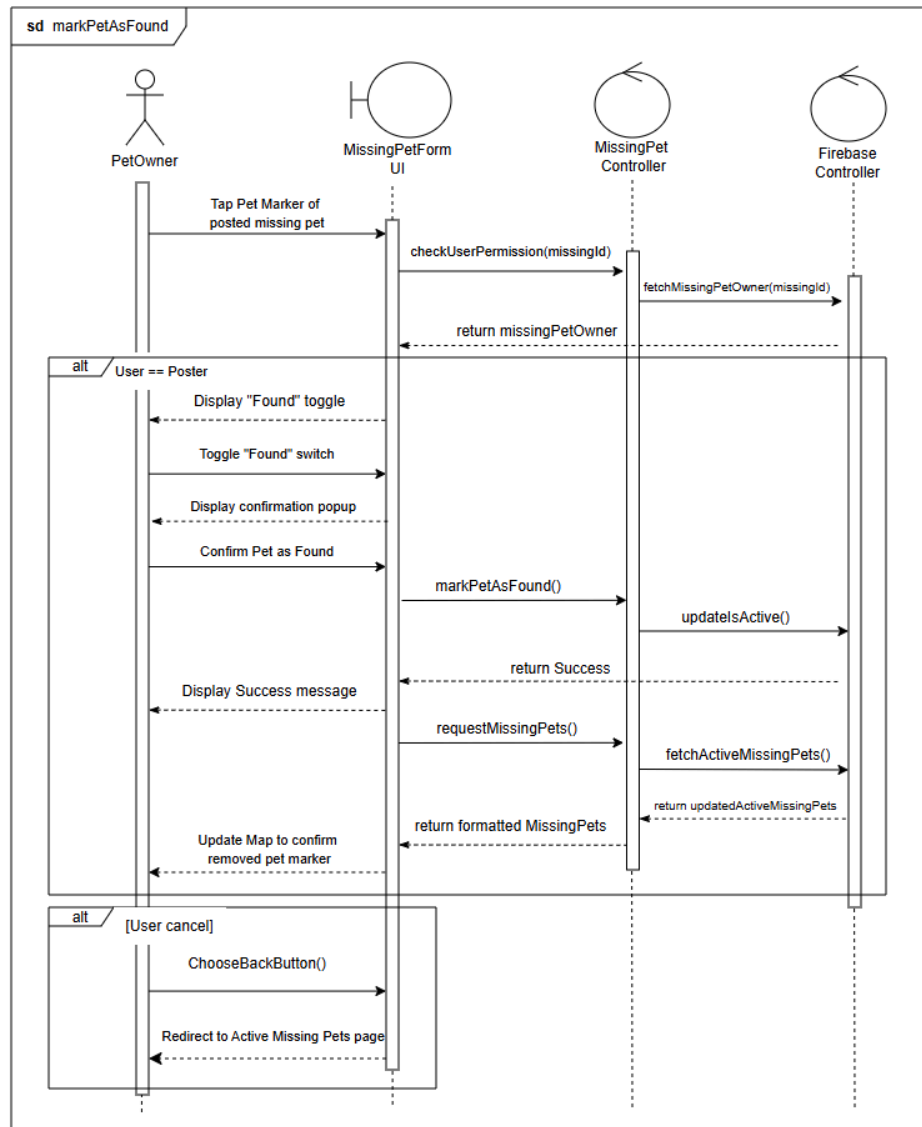 sd markPetAsFound
PetOwner
MissingPetForm
UI
MissingPet
Controller
Firebase
Controller
Tap Pet Marker of
posted missing pet
checkUserPermission(missingId)
fetchMissingPetOwner(missingId)
return missingPetOwner
alt
User == Poster
Display "Found" toggle
Toggle "Found" switch
Display confirmation popup
Confirm Pet as Found
markPetAsFound()
updateIsActive()
return Success
Display Success message
requestMissingPets()
fetchActiveMissingPets()
return updatedActiveMissingPets
return formatted MissingPets
Update Map to confirm
removed pet marker
alt
[User cancel]
ChooseBackButton()
Redirect to Active Missing Pets page